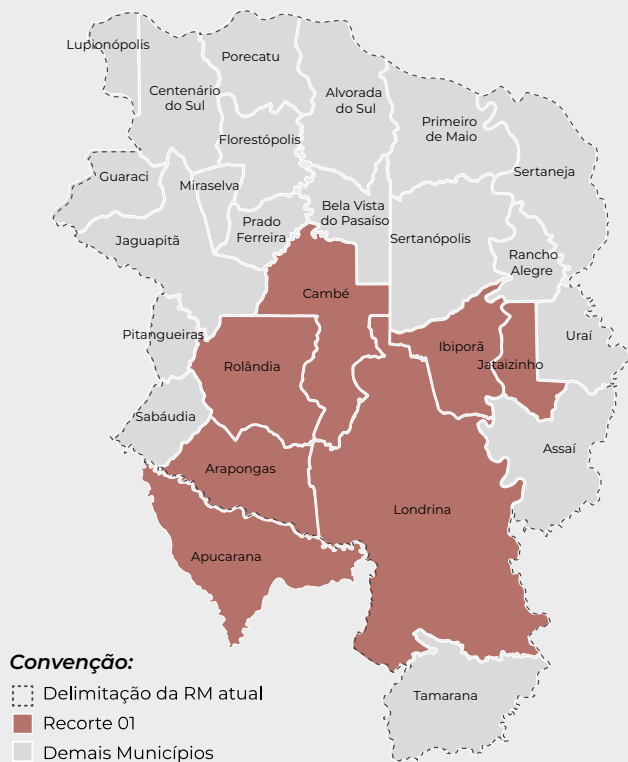 Lupionópolis
Porecatu
Centenário
do Sul
Alvorada
do Sul
Primeiro
de Maio
Florestópolis
Sertaneja
Guaraci
Miraselva
Prado
Ferreira
Bela Vista
do Pasaíso
Jaguapitã
Sertanópolis
Rancho
Alegre
Cambé
Pitangueiras
Uraí
Ibiporã
Jataizinho
Rolândia
Sabáudia
Assaí
Arapongas
Londrina
Apucarana
Tamarana
Convenção:
Delimitação da RM atual
Recorte 01
Demais Municípios